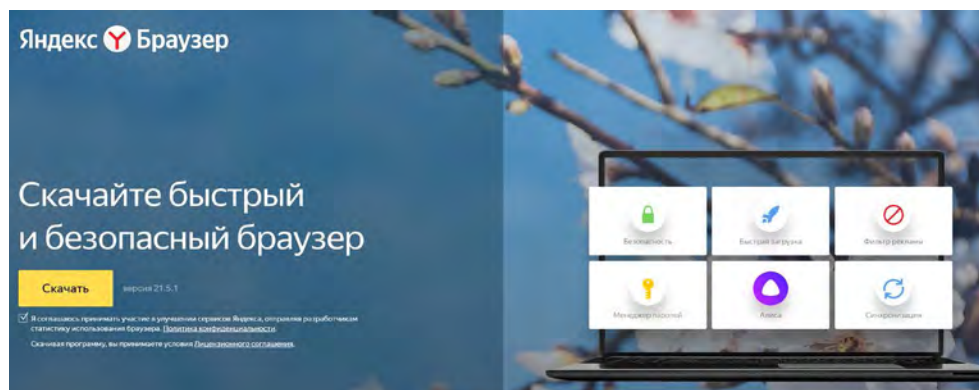 Яндекс Браузер
Скачайте быстрый
и безопасный браузер
Скачать
версия 21.5.1
Я соглашаюсь принимать участие в улучшении сервисов Яндекса, отправляя разработчикам
статистику использования браузера. Политика конфиденциальности.
Скачивая программу, вы принимаете условия Лицензионного соглашения.
Безопасность
Быстрая загрузка
Фильтр рекламы
Менеджер паролей
Алиса
Синхронизация